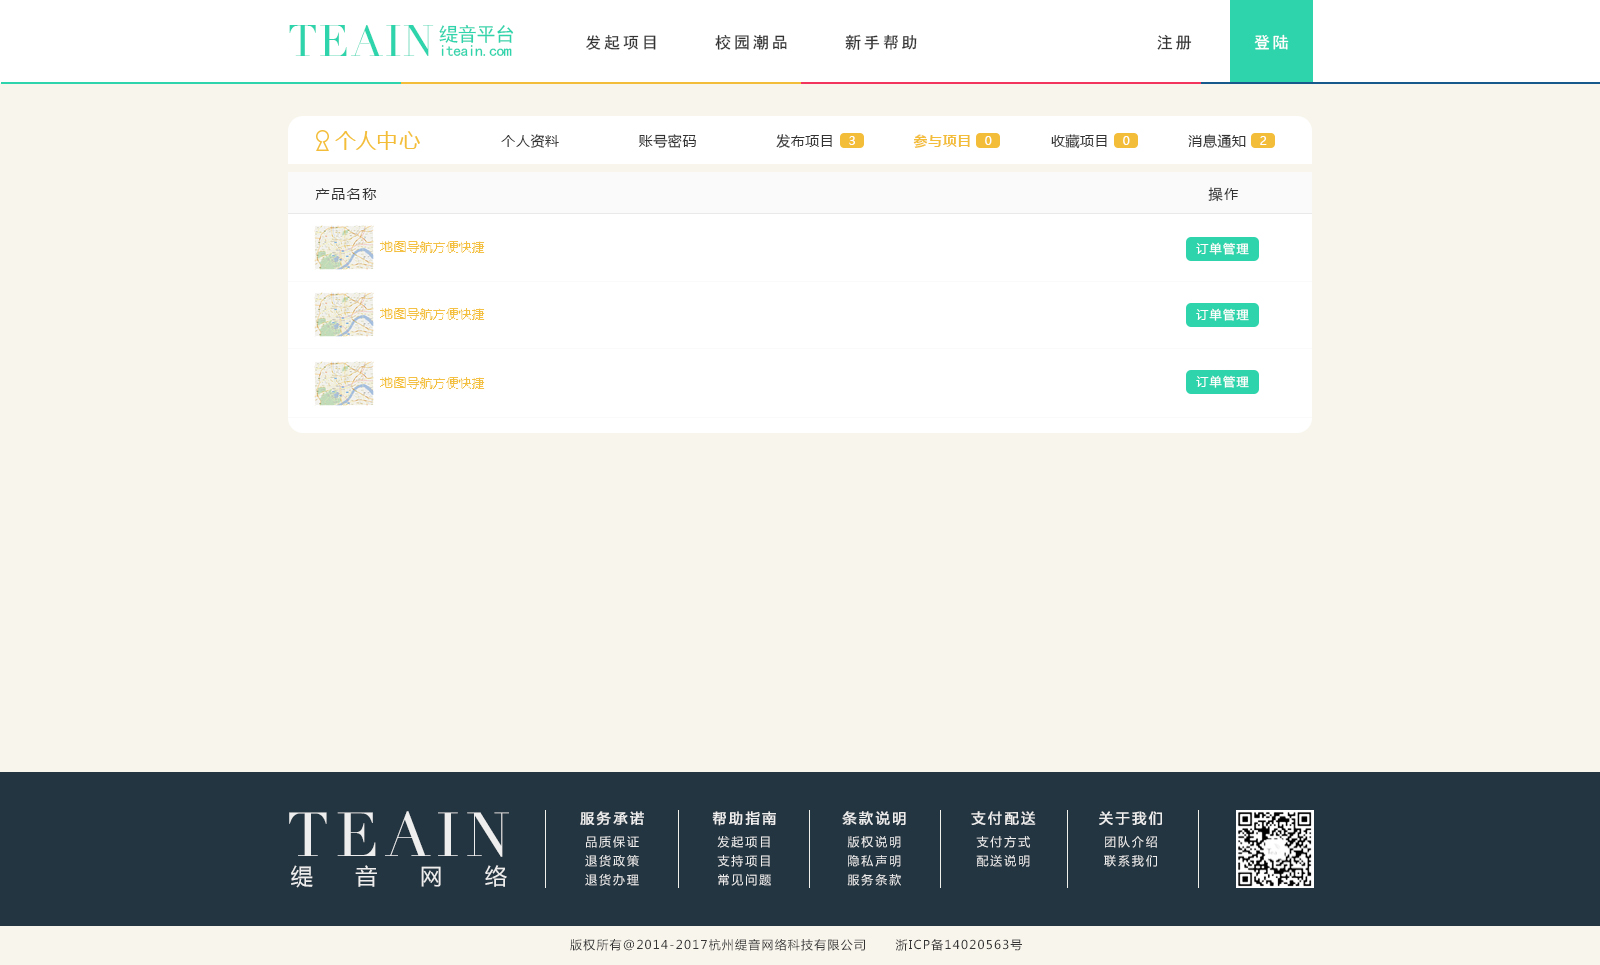 TEAIN 缇音平台 iteain.com 发起项目 校园潮品 新手帮助 注册 登陆
个人中心 个人资料 账号密码 发布项目 3 参与项目 0 收藏项目 0 消息通知 2
产品名称 操作
地图导航方便快捷 订单管理
地图导航方便快捷 订单管理
地图导航方便快捷 订单管理
TEAIN
缇音网络
服务承诺
品质保证
退货政策
退货办理
帮助指南
发起项目
支持项目
常见问题
条款说明
版权说明
隐私声明
服务条款
支付配送
支付方式
配送说明
关于我们
团队介绍
联系我们
版权所有@2014-2017杭州缇音网络科技有限公司 浙ICP备14020563号